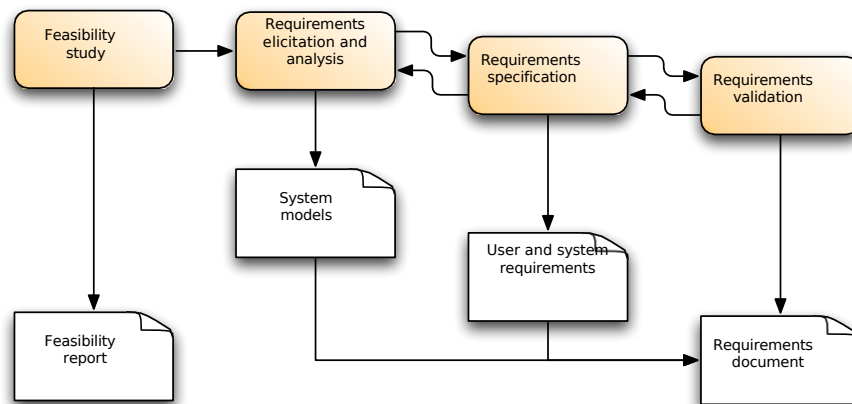 Feasibility
study
Requirements
elicitation and
analysis
Requirements
specification
Requirements
validation
System
models
User and system
requirements
Feasibility
report
Requirements
document